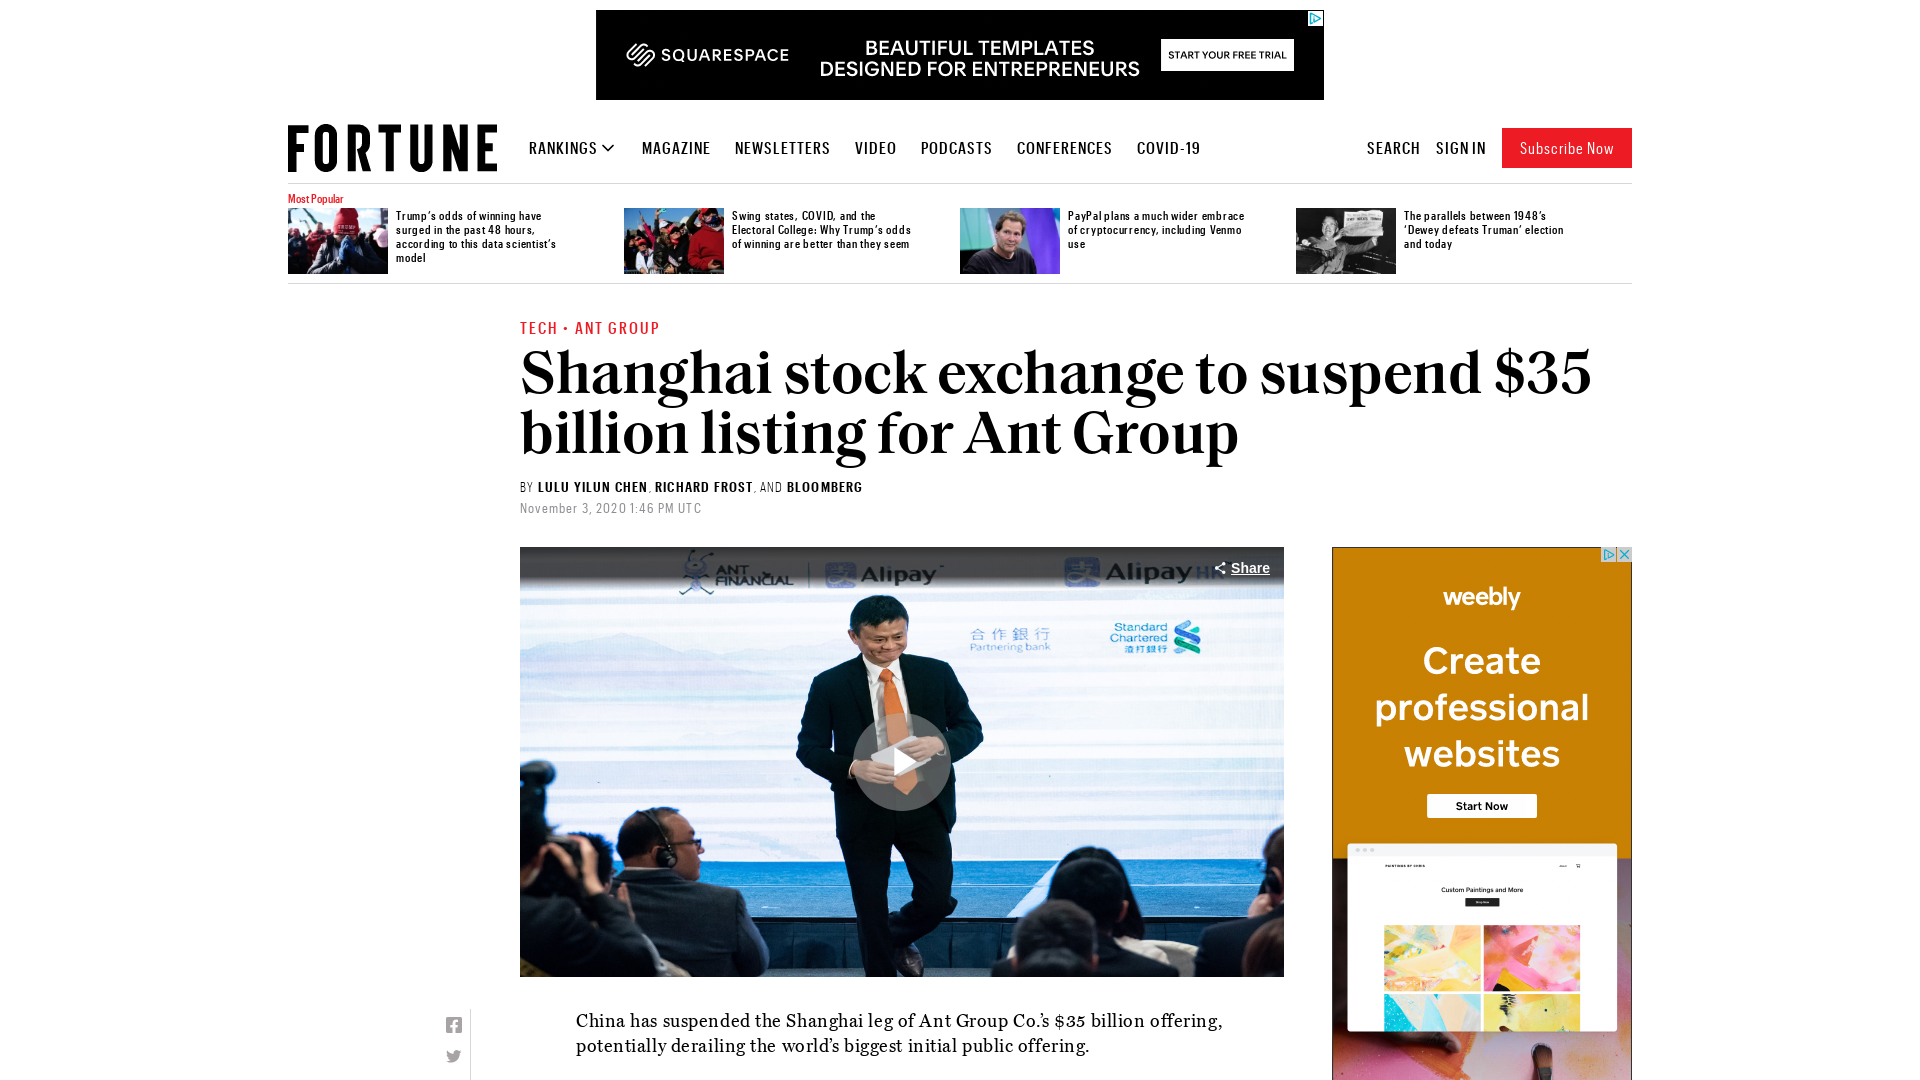 SQUARESPACE
BEAUTIFUL TEMPLATES
DESIGNED FOR ENTREPRENEURS
START YOUR FREE TRIAL
FORTUNE
RANKINGS
MAGAZINE
NEWSLETTERS
VIDEO
PODCASTS
CONFERENCES
COVID-19
SEARCH
SIGN IN
Subscribe Now
Most Popular
Trump’s odds of winning have
surged in the past 48 hours,
according to this data scientist’s
model
Swing states, COVID, and the
Electoral College: Why Trump’s odds
of winning are better than they seem
PayPal plans a much wider embrace
of cryptocurrency, including Venmo
use
The parallels between 1948’s
‘Dewey defeats Truman’ election
and today
TECH • ANT GROUP
Shanghai stock exchange to suspend $35
billion listing for Ant Group
BY LULU YILUN CHEN, RICHARD FROST, AND BLOOMBERG
November 3, 2020 1:46 PM UTC
ANT
FINANCIAL
Alipay
Alipay HK
Share
合作銀行
Partnering bank
Standard
Chartered
渣打銀行
weebly
Create
professional
websites
Start Now
PAINTINGS BY CHRIS
Custom Paintings and More
China has suspended the Shanghai leg of Ant Group Co.’s $35 billion offering,
potentially derailing the world’s biggest initial public offering.